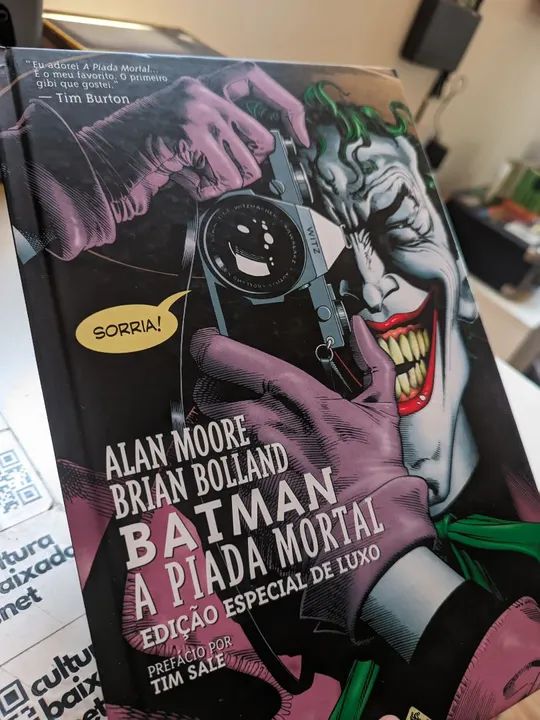 "Eu adorei A Piada Mortal...
É o meu favorito. O primeiro
gibi que gostei."
— Tim Burton
WITZ
SORRIA!
ALAN MOORE
BRIAN BOLLAND
BATMAN
A PIADA MORTAL
EDIÇÃO ESPECIAL DE LUXO
PREFÁCIO POR
TIM SALE